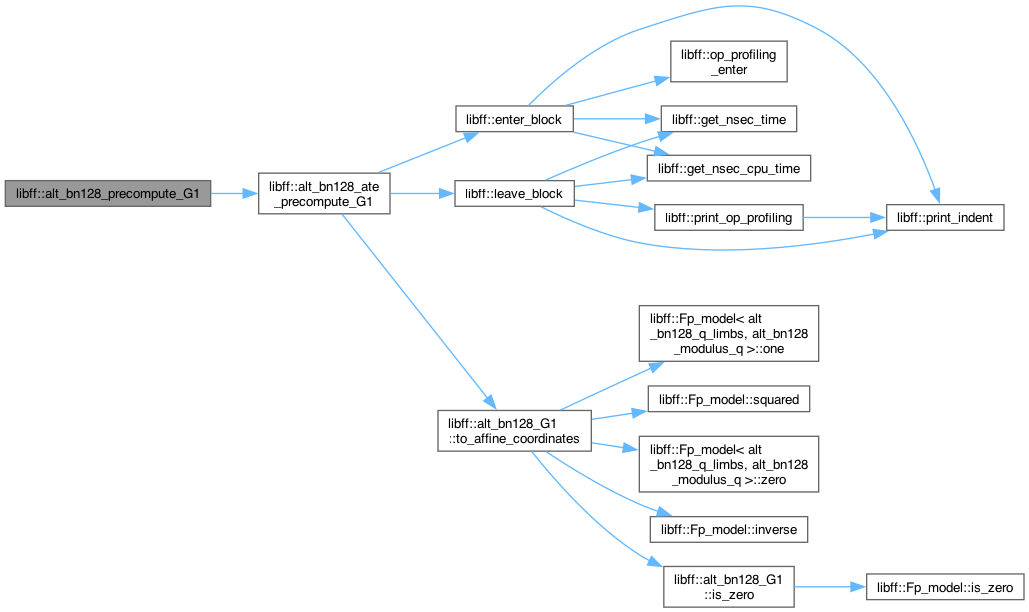 libff::alt_bn128_precompute_G1
libff::alt_bn128_ate
_precompute_G1
libff::enter_block
libff::op_profiling
_enter
libff::get_nsec_time
libff::get_nsec_cpu_time
libff::leave_block
libff::print_op_profiling
libff::print_indent
libff::alt_bn128_G1
::to_affine_coordinates
libff::Fp_model< alt
_bn128_q_limbs, alt_bn128
_modulus_q >::one
libff::Fp_model::squared
libff::Fp_model< alt
_bn128_q_limbs, alt_bn128
_modulus_q >::zero
libff::Fp_model::inverse
libff::alt_bn128_G1
::is_zero
libff::Fp_model::is_zero